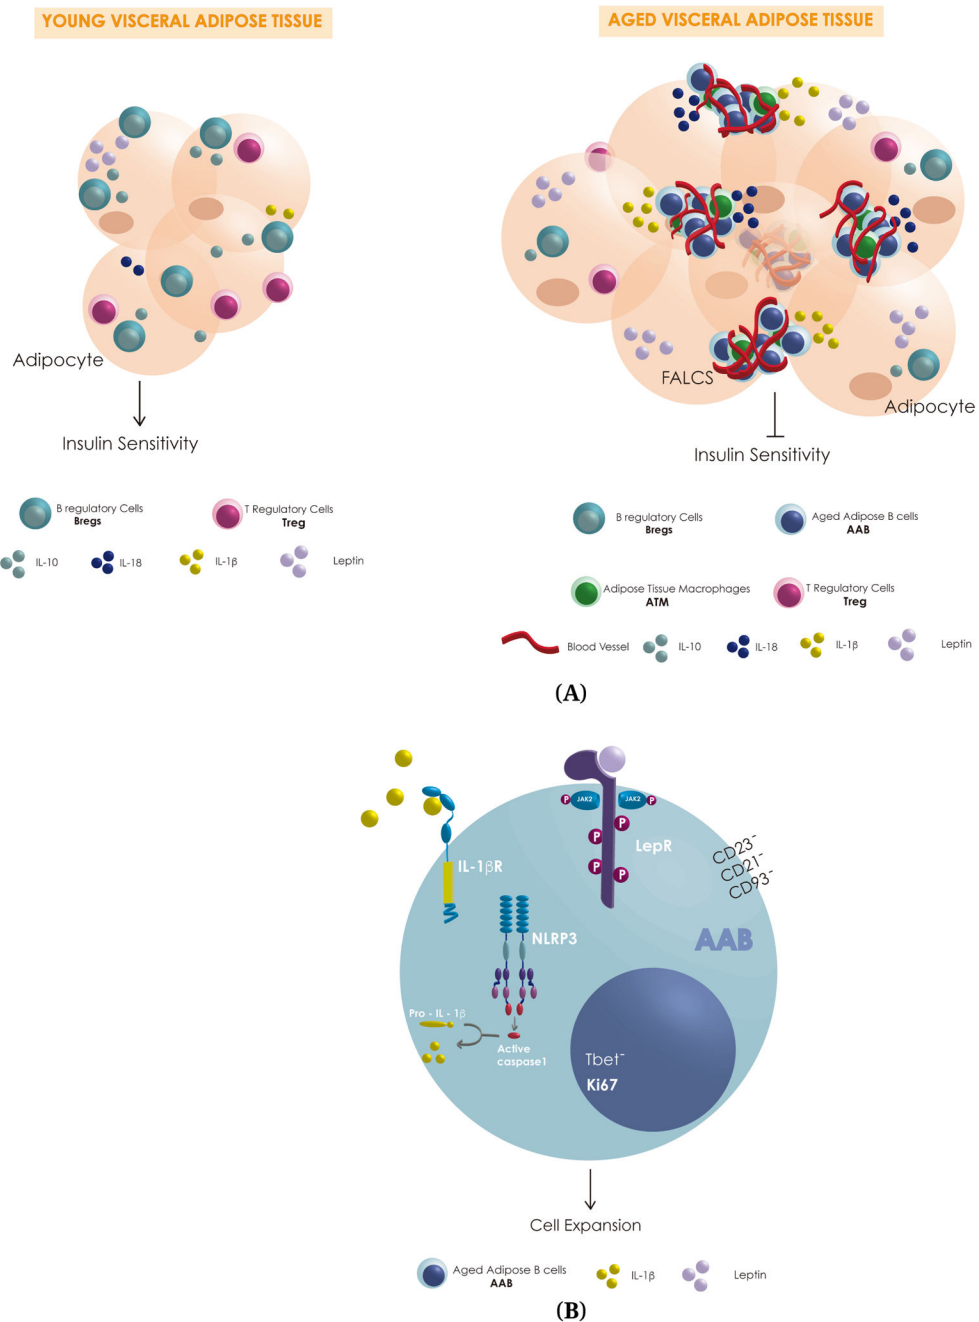 YOUNG VISCERAL ADIPOSE TISSUE
AGED VISCERAL ADIPOSE TISSUE
Adipocyte
Insulin Sensitivity
FALCS
Adipocyte
Insulin Sensitivity
B regulatory Cells
Bregs
T Regulatory Cells
Treg
IL-10
IL-18
IL-1β
Leptin
B regulatory Cells
Bregs
Aged Adipose B cells
AAB
Adipose Tissue Macrophages
ATM
T Regulatory Cells
Treg
Blood Vessel
IL-10
IL-18
IL-1β
Leptin
(A)
P
JAK2
JAK2
P
P
P
P
P
LepR
IL-1βR
CD23⁻
CD21⁻
CD93⁻
AAB
NLRP3
Pro - IL - 1β
Active
caspase1
Tbet⁻
Ki67
Cell Expansion
Aged Adipose B cells
AAB
IL-1β
Leptin
(B)